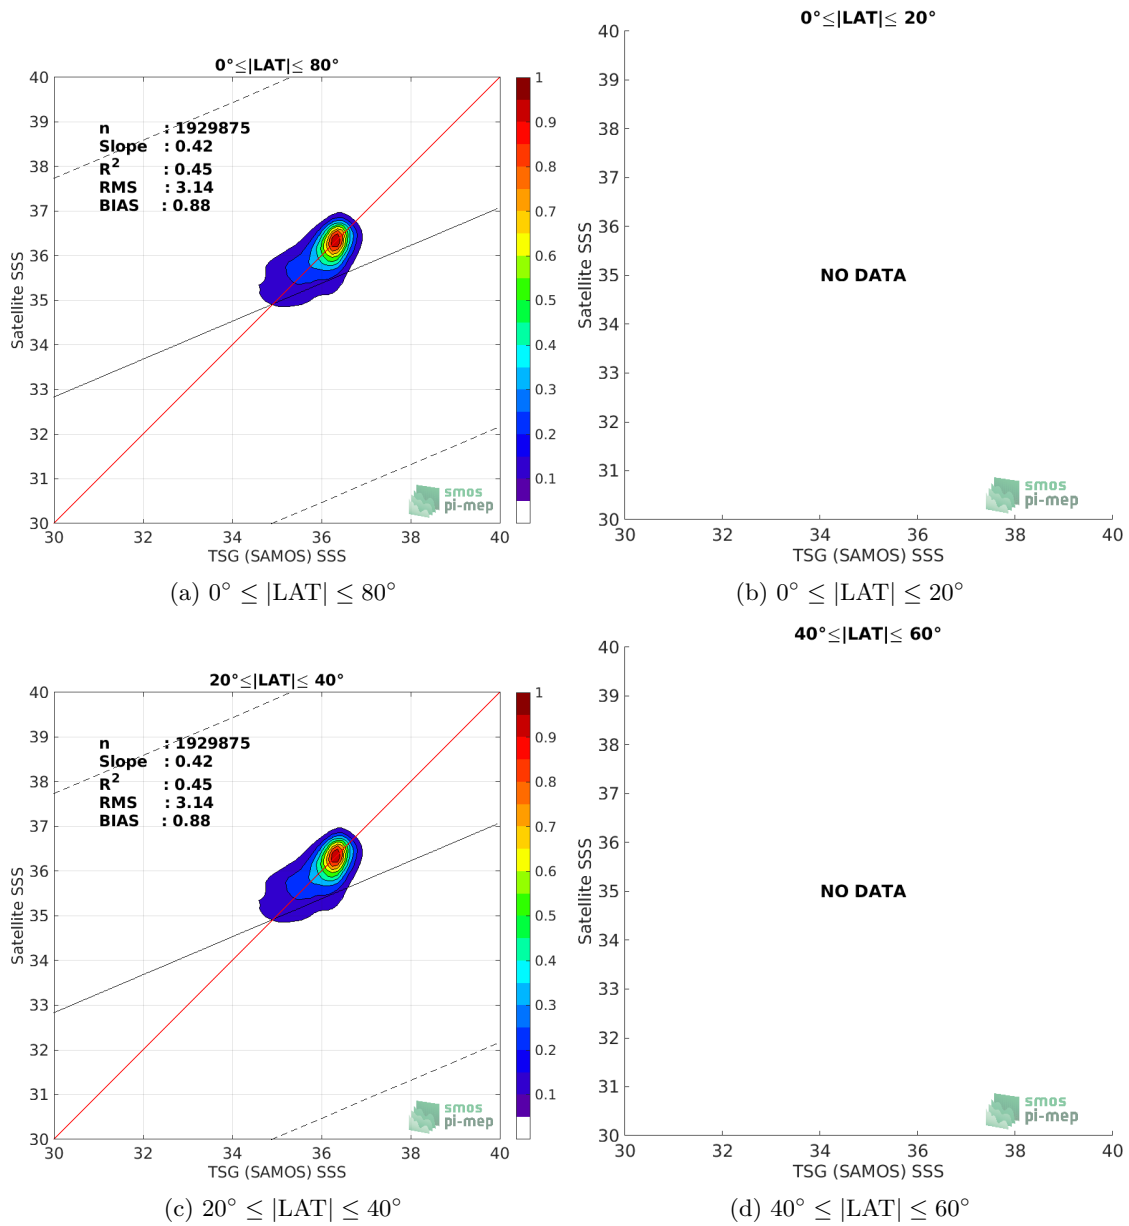 0°≤|LAT|≤ 80°
40
39
38
37
36
35
34
33
32
31
30
Satellite SSS
n : 1929875
Slope : 0.42
R² : 0.45
RMS : 3.14
BIAS : 0.88
1
0.9
0.8
0.7
0.6
0.5
0.4
0.3
0.2
0.1
smos
pi-mep
30 32 34 36 38 40
TSG (SAMOS) SSS
(a) 0° ≤ |LAT| ≤ 80°
0°≤|LAT|≤ 20°
40
39
38
37
36
35
34
33
32
31
30
Satellite SSS
NO DATA
smos
pi-mep
30 32 34 36 38 40
TSG (SAMOS) SSS
(b) 0° ≤ |LAT| ≤ 20°
20°≤|LAT|≤ 40°
40
39
38
37
36
35
34
33
32
31
30
Satellite SSS
n : 1929875
Slope : 0.42
R² : 0.45
RMS : 3.14
BIAS : 0.88
1
0.9
0.8
0.7
0.6
0.5
0.4
0.3
0.2
0.1
smos
pi-mep
30 32 34 36 38 40
TSG (SAMOS) SSS
(c) 20° ≤ |LAT| ≤ 40°
40°≤|LAT|≤ 60°
40
39
38
37
36
35
34
33
32
31
30
Satellite SSS
NO DATA
smos
pi-mep
30 32 34 36 38 40
TSG (SAMOS) SSS
(d) 40° ≤ |LAT| ≤ 60°